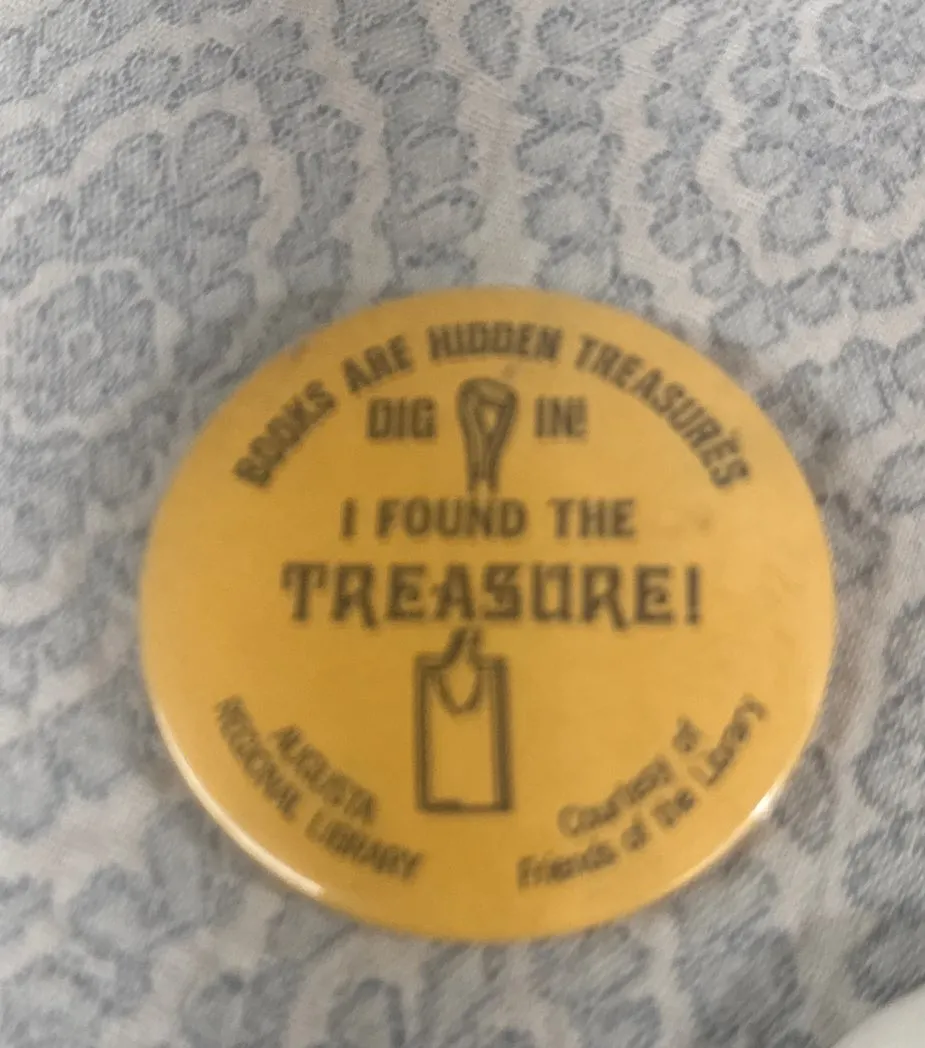 BOOKS ARE HIDDEN TREASURES
DIG IN!
I FOUND THE
TREASURE!
AUGUSTA
REGIONAL LIBRARY
Courtesy of
Friends of the Library